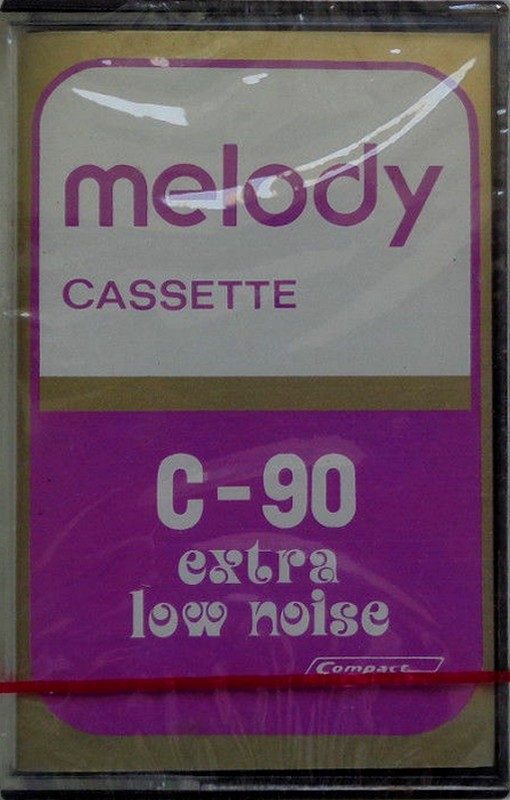 melody
CASSETTE
C-90
extra
low noise
Compact